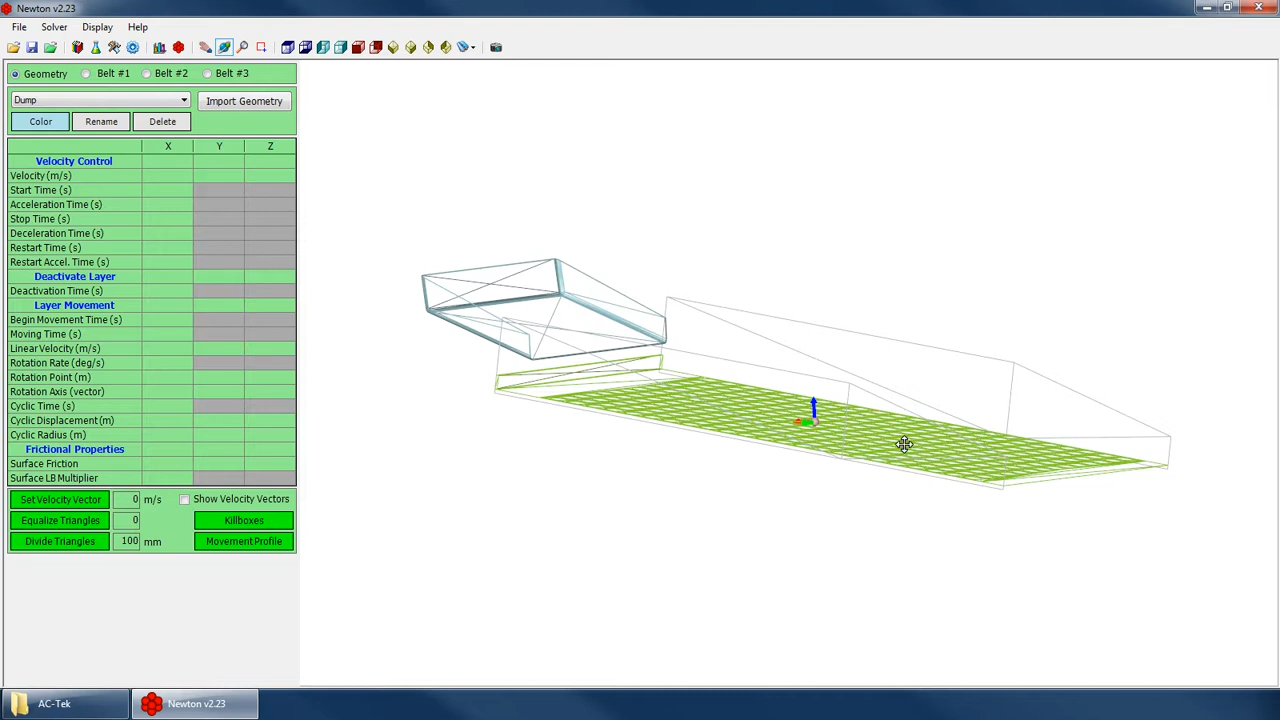 Newton v2.23
File Solver Display Help
Geometry Belt #1 Belt #2 Belt #3
Dump Import Geometry
Color Rename Delete
X Y Z
Velocity Control
Velocity (m/s)
Start Time (s)
Acceleration Time (s)
Stop Time (s)
Deceleration Time (s)
Restart Time (s)
Restart Accel. Time (s)
Deactivate Layer
Deactivation Time (s)
Layer Movement
Begin Movement Time (s)
Moving Time (s)
Linear Velocity (m/s)
Rotation Rate (deg/s)
Rotation Point (m)
Rotation Axis (vector)
Cyclic Time (s)
Cyclic Displacement (m)
Cyclic Radius (m)
Frictional Properties
Surface Friction
Surface LB Multiplier
Set Velocity Vector 0 m/s Show Velocity Vectors
Equalize Triangles 0 Killboxes
Divide Triangles 100 mm Movement Profile
AC-Tek Newton v2.23